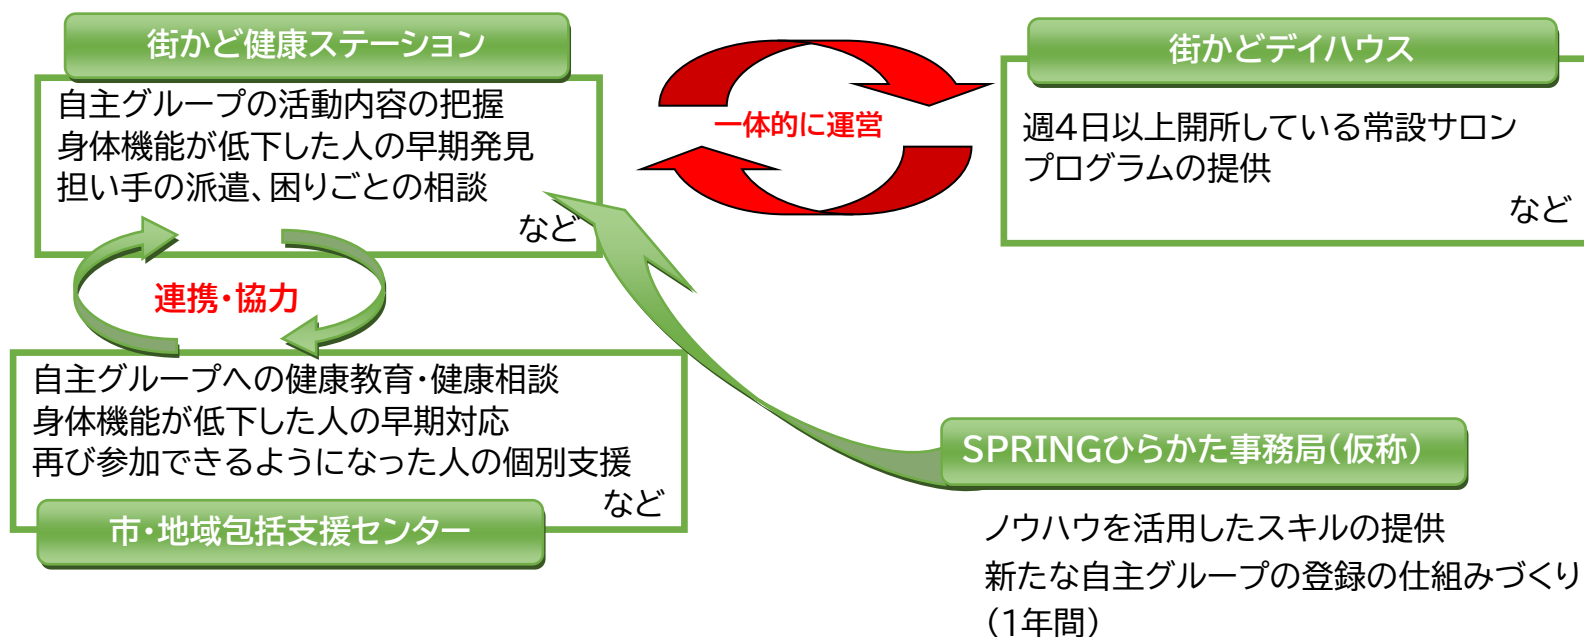 街かど健康ステーション
自主グループの活動内容の把握
身体機能が低下した人の早期発見
担い手の派遣、困りごとの相談
など
一体的に運営
街かどデイハウス
週4日以上開所している常設サロン
プログラムの提供
など
連携・協力
自主グループへの健康教育・健康相談
身体機能が低下した人の早期対応
再び参加できるようになった人の個別支援
など
市・地域包括支援センター
SPRINGひらかた事務局(仮称)
ノウハウを活用したスキルの提供
新たな自主グループの登録の仕組みづくり
(1年間)